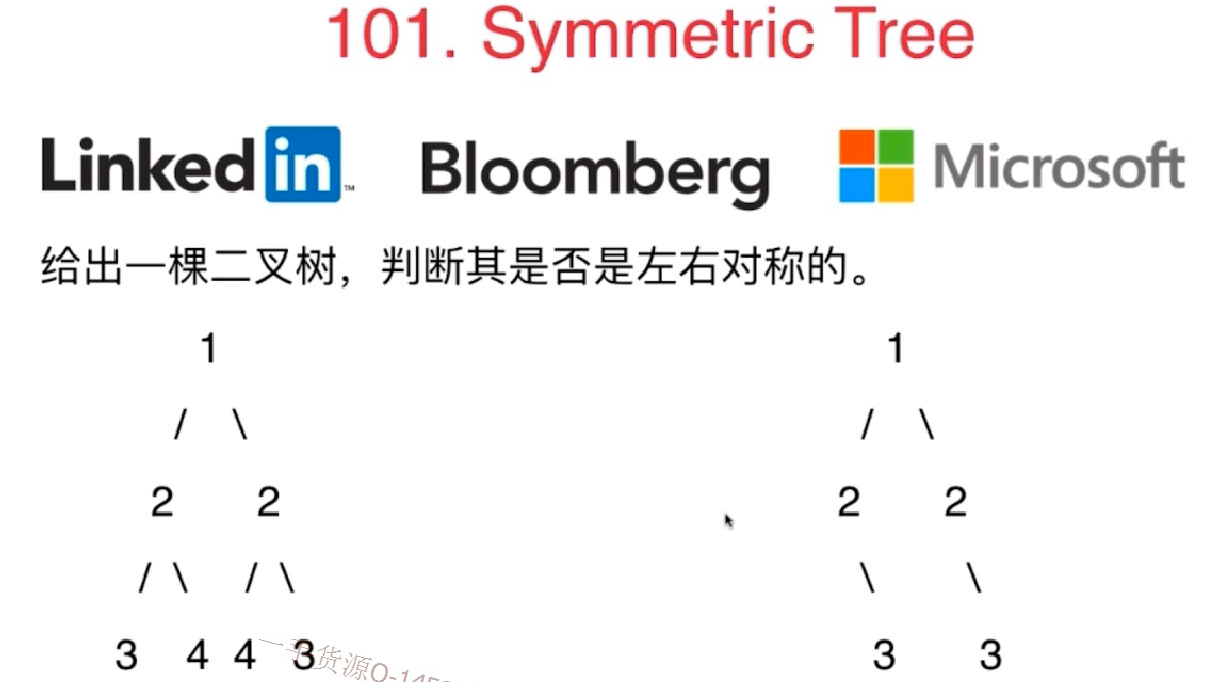 101. Symmetric Tree
Linked in ™ Bloomberg Microsoft
给出一棵二叉树，判断其是否是左右对称的。
1 1
/ \ / \
2 2 2 2
/ \ / \ \ \
3 4 4 3 3 3
一手货源Q-145